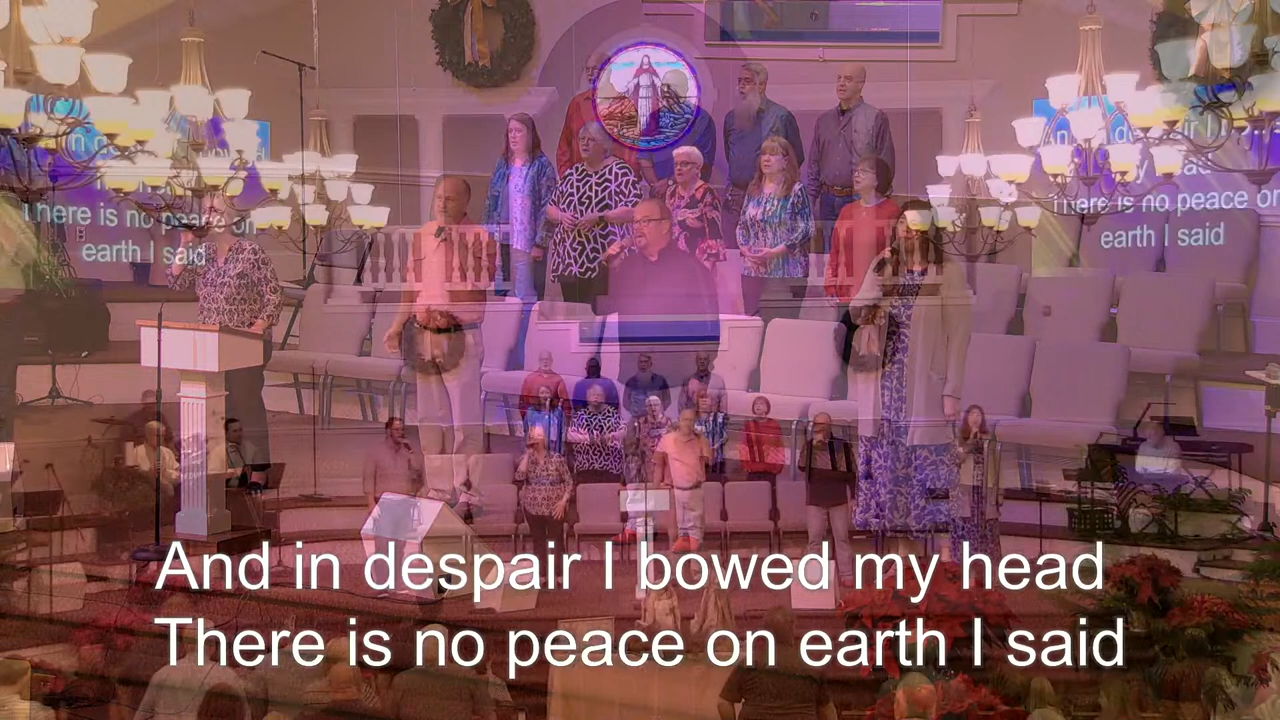 There is no peace on
earth I said
There is no peace or
earth I said
And in despair I bowed my head
There is no peace on earth I said